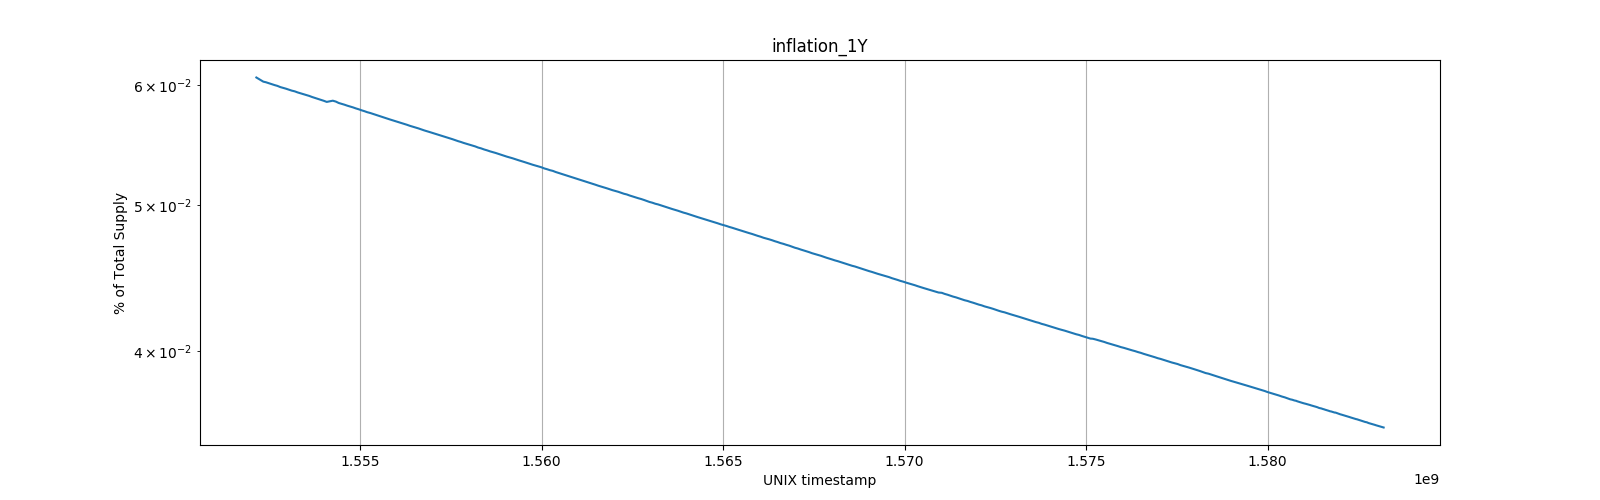 inflation_1Y
6 × 10⁻²
5 × 10⁻²
4 × 10⁻²
% of Total Supply
1.555 1.560 1.565 1.570 1.575 1.580
1e9
UNIX timestamp